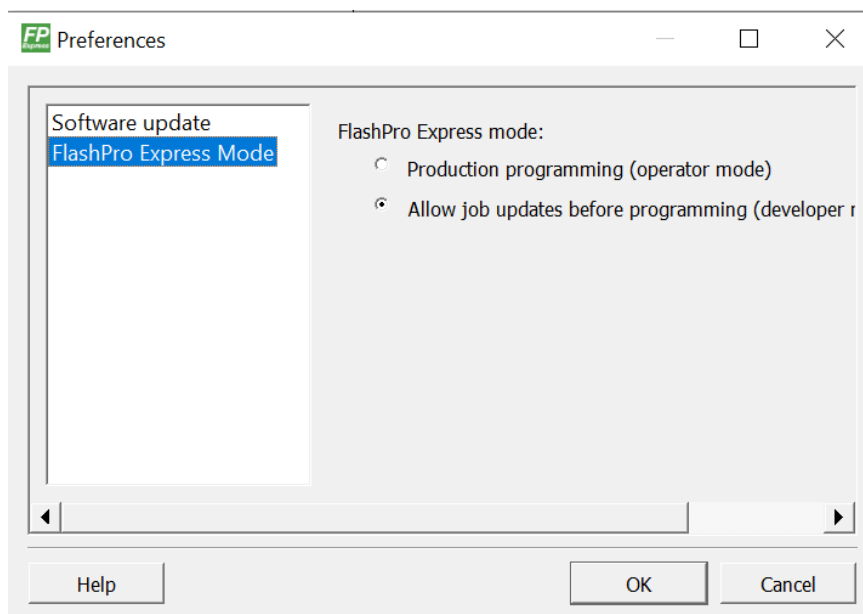 FP
Express
Preferences
Software update
FlashPro Express Mode
FlashPro Express mode:
Production programming (operator mode)
Allow job updates before programming (developer
Help
OK
Cancel